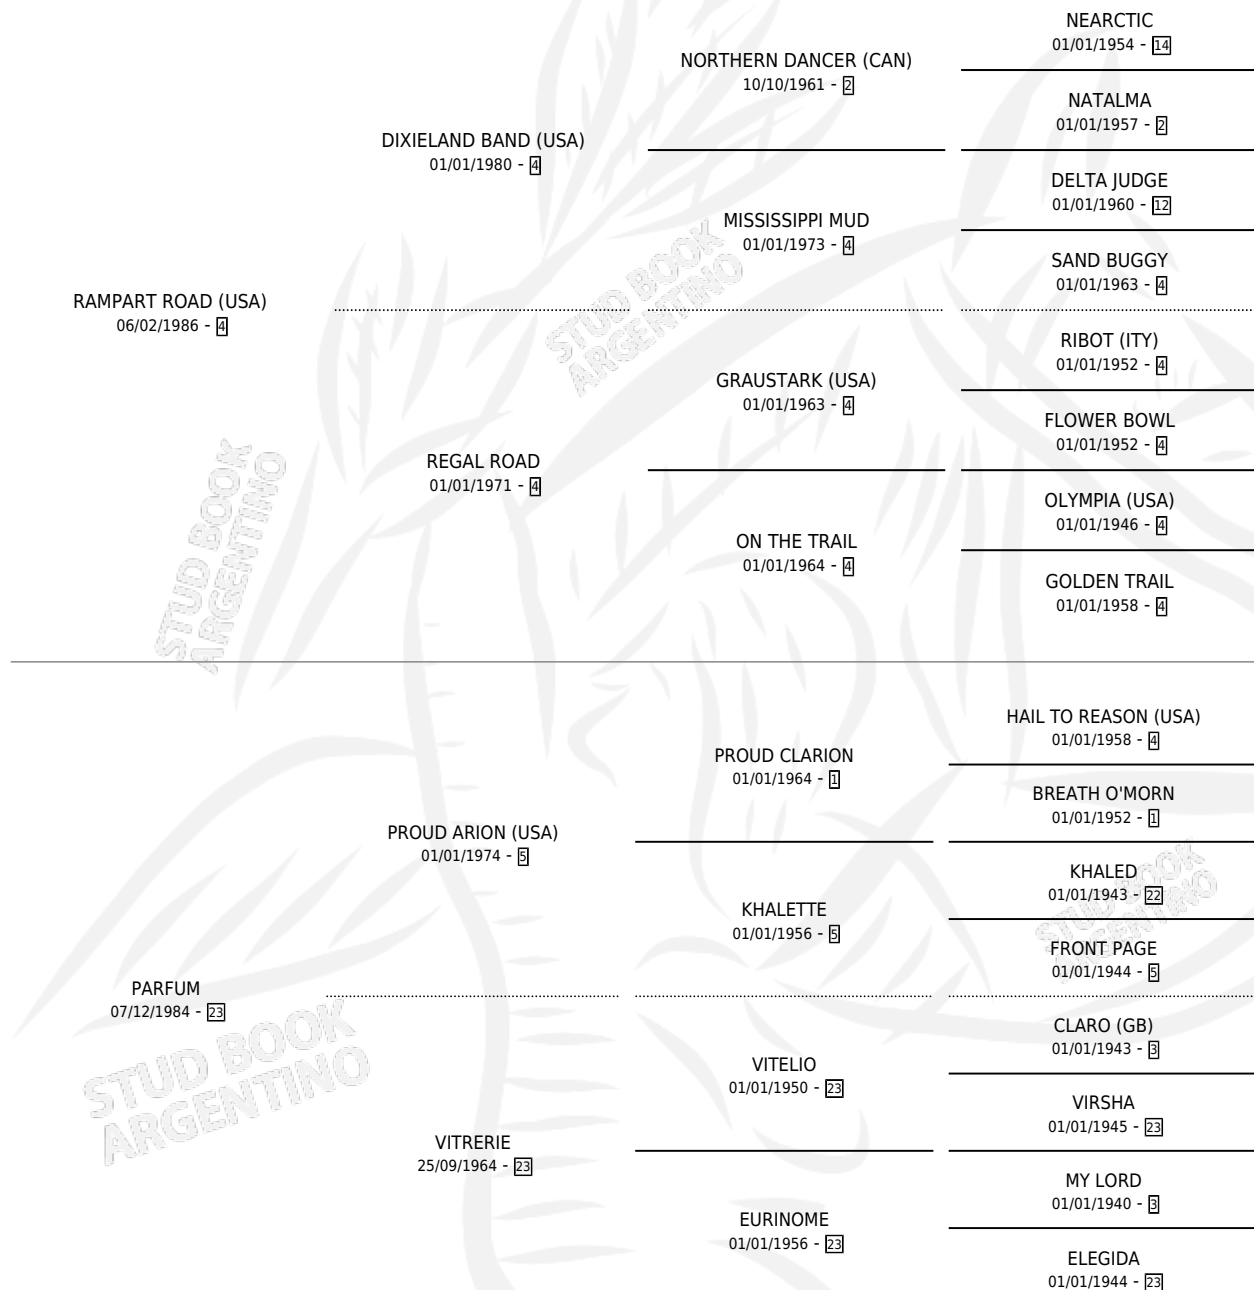 NEARCTIC
01/01/1954 - 14
NORTHERN DANCER (CAN)
10/10/1961 - 2
NATALMA
01/01/1957 - 2
DIXIELAND BAND (USA)
01/01/1980 - 4
DELTA JUDGE
01/01/1960 - 12
MISSISSIPPI MUD
01/01/1973 - 4
SAND BUGGY
01/01/1963 - 4
RAMPART ROAD (USA)
06/02/1986 - 4
STUD BOOK
ARGENTINO
RIBOT (ITY)
01/01/1952 - 4
GRAUSTARK (USA)
01/01/1963 - 4
FLOWER BOWL
01/01/1952 - 4
REGAL ROAD
01/01/1971 - 4
OLYMPIA (USA)
01/01/1946 - 4
ON THE TRAIL
01/01/1964 - 4
GOLDEN TRAIL
01/01/1958 - 4
STUD BOOK
ARGENTINO
HAIL TO REASON (USA)
01/01/1958 - 4
PROUD CLARION
01/01/1964 - 1
BREATH O'MORN
01/01/1952 - 1
PROUD ARION (USA)
01/01/1974 - 5
KHALED
01/01/1943 - 22
KHALETTE
01/01/1956 - 5
STUD BOOK
ARGENTINO
FRONT PAGE
01/01/1944 - 5
PARFUM
07/12/1984 - 23
CLARO (GB)
01/01/1943 - 3
VITELIO
01/01/1950 - 23
VIRSHA
01/01/1945 - 23
STUD BOOK
ARGENTINO
VITRERIE
25/09/1964 - 23
MY LORD
01/01/1940 - 3
EURINOME
01/01/1956 - 23
ELEGIDA
01/01/1944 - 23